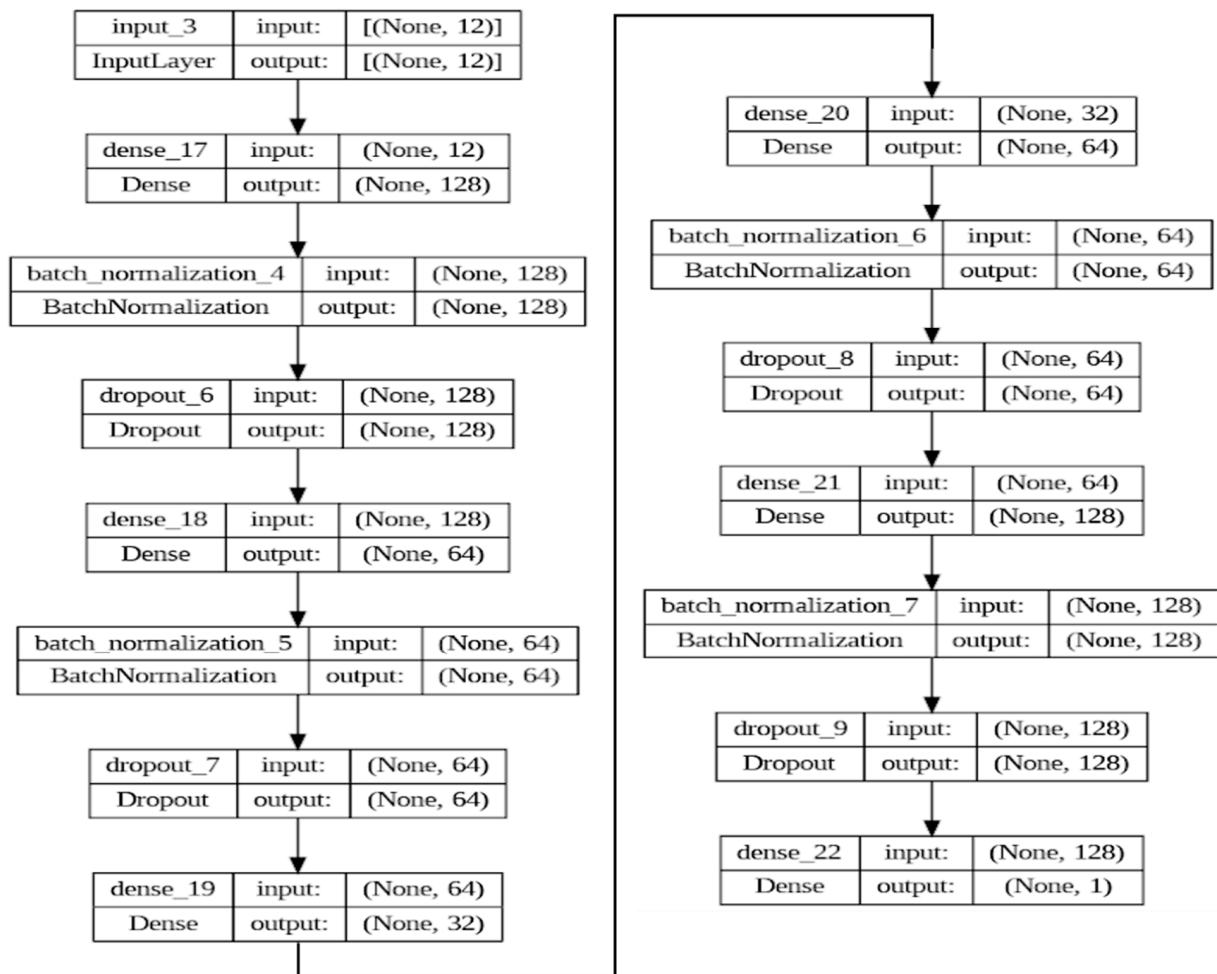 input_3 input: [(None, 12)]
InputLayer output: [(None, 12)]
dense_17 input: (None, 12)
Dense output: (None, 128)
batch_normalization_4 input: (None, 128)
BatchNormalization output: (None, 128)
dropout_6 input: (None, 128)
Dropout output: (None, 128)
dense_18 input: (None, 128)
Dense output: (None, 64)
batch_normalization_5 input: (None, 64)
BatchNormalization output: (None, 64)
dropout_7 input: (None, 64)
Dropout output: (None, 64)
dense_19 input: (None, 64)
Dense output: (None, 32)
dense_20 input: (None, 32)
Dense output: (None, 64)
batch_normalization_6 input: (None, 64)
BatchNormalization output: (None, 64)
dropout_8 input: (None, 64)
Dropout output: (None, 64)
dense_21 input: (None, 64)
Dense output: (None, 128)
batch_normalization_7 input: (None, 128)
BatchNormalization output: (None, 128)
dropout_9 input: (None, 128)
Dropout output: (None, 128)
dense_22 input: (None, 128)
Dense output: (None, 1)